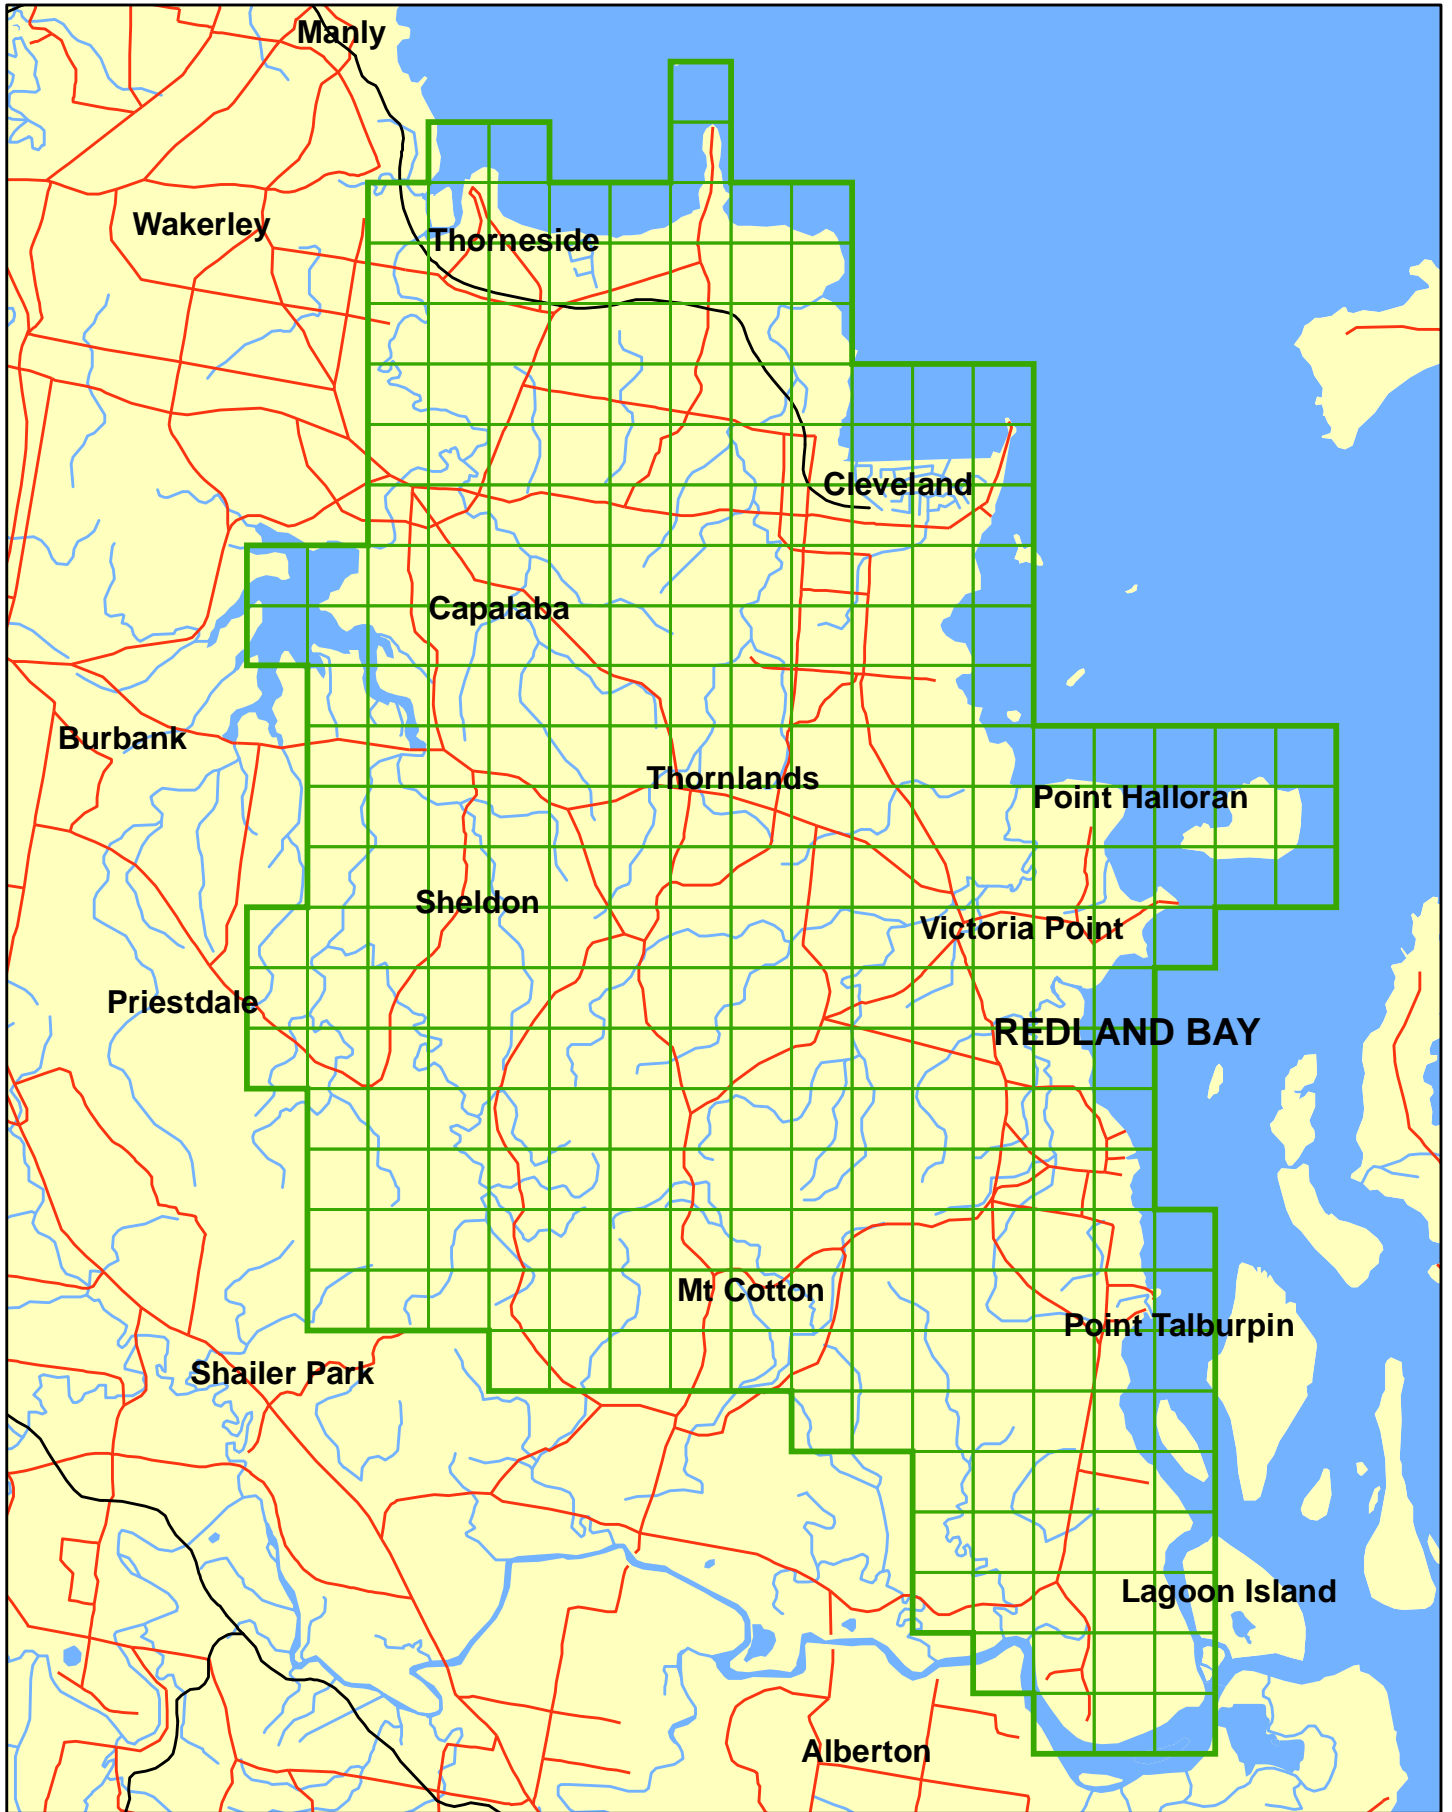 Manly
Wakerley
Thorneside
Cleveland
Capalaba
Burbank
Thornlands
Point Halloran
Sheldon
Victoria Point
Priestdale
REDLAND BAY
Mt Cotton
Point Talburpin
Shailer Park
Lagoon Island
Alberton